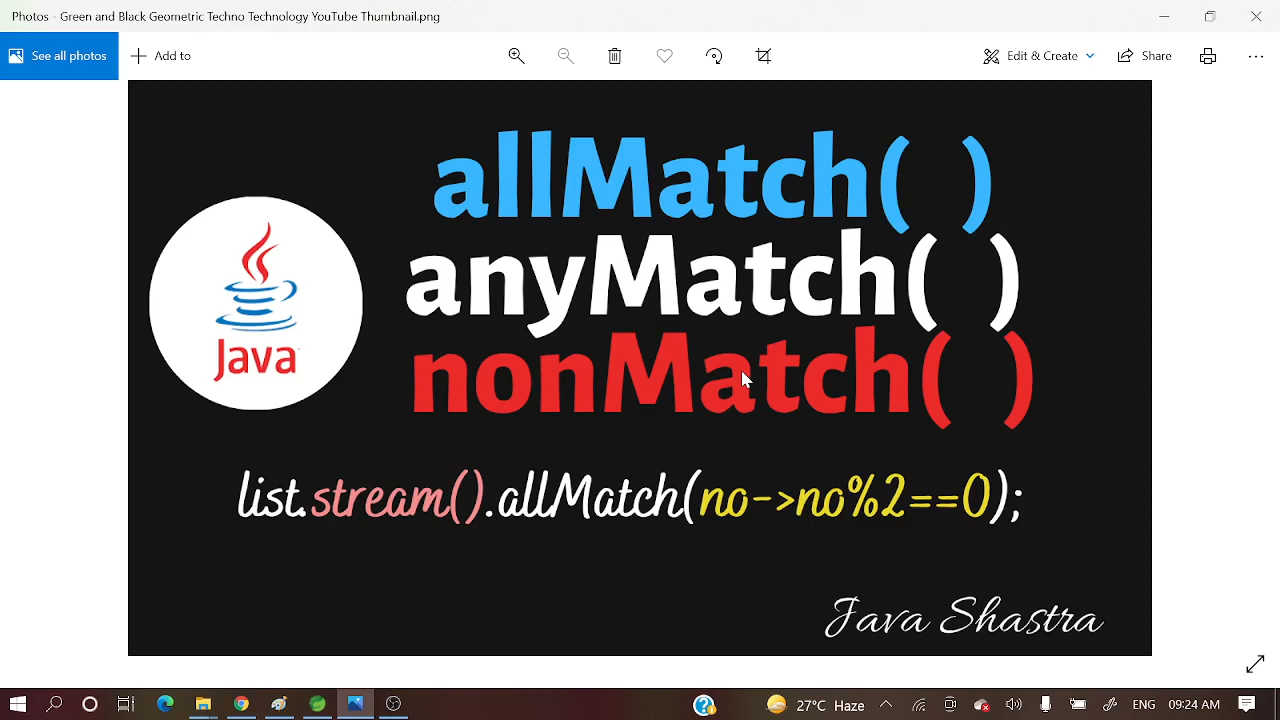 Photos - Green and Black Geometric Techno Technology YouTube Thumbnail.png
See all photos
Add to
Edit & Create
Share
allMatch( )
anyMatch( )
nonMatch( )
Java
list.stream().allMatch(no->no%2==0);
Java Shastra
27°C Haze
ENG
09:24 AM